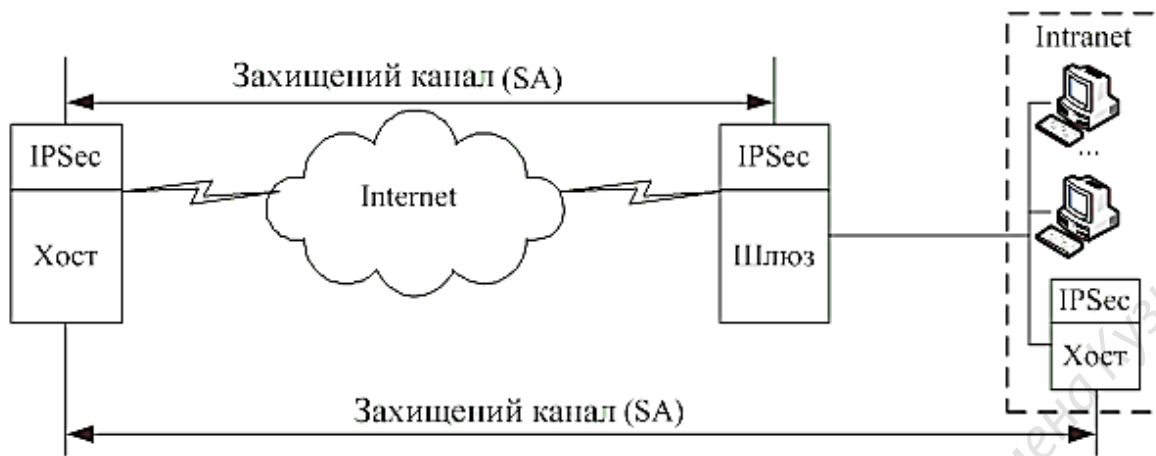 Intranet
Захищений канал (SA)
IPSec
IPSec
Internet
...
Хост
Шлюз
IPSec
Хост
Захищений канал (SA)